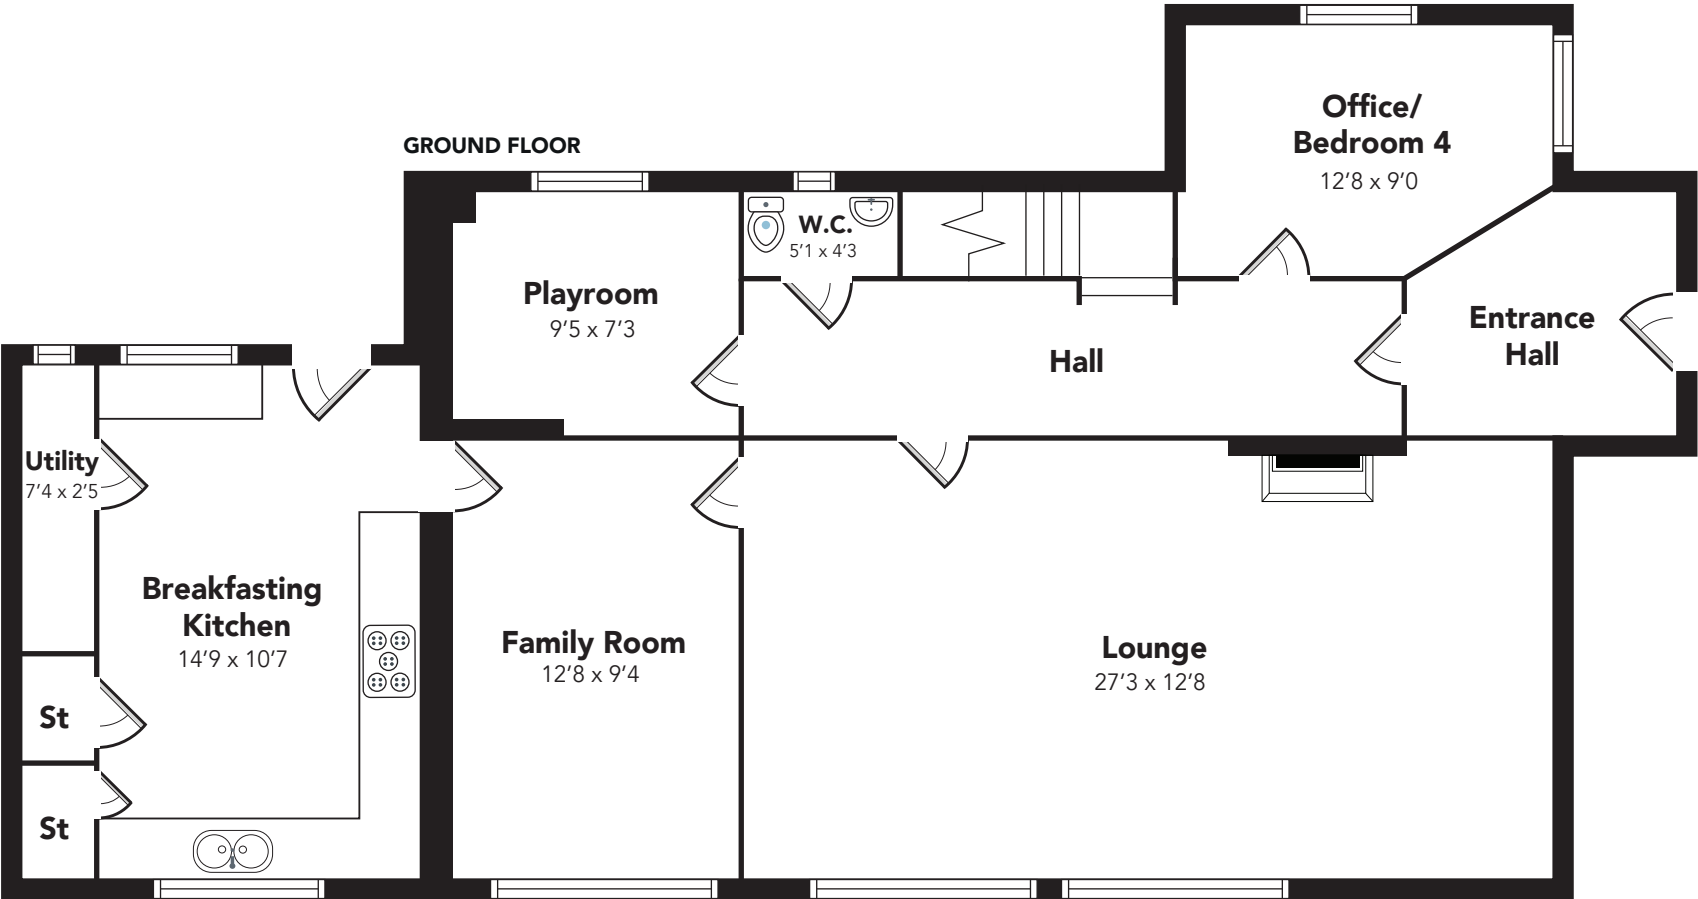 GROUND FLOOR
Office/
Bedroom 4
12’8 x 9’0
W.C.
5’1 x 4’3
Playroom
9’5 x 7’3
Hall
Entrance
Hall
Utility
7’4 x 2’5
Breakfasting
Kitchen
14’9 x 10’7
Family Room
12’8 x 9’4
Lounge
27’3 x 12’8
St
St